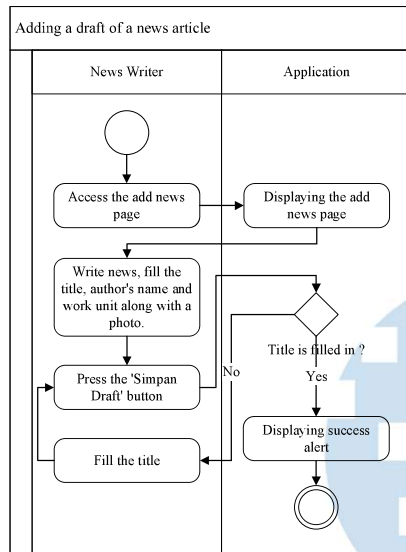 Adding a draft of a news article
News Writer
Application
Access the add news
page
Displaying the add
news page
Write news, fill the
title, author's name and
work unit along with a
photo.
Title is filled in ?
Press the 'Simpan
Draft' button
No
Yes
Displaying success
alert
Fill the title